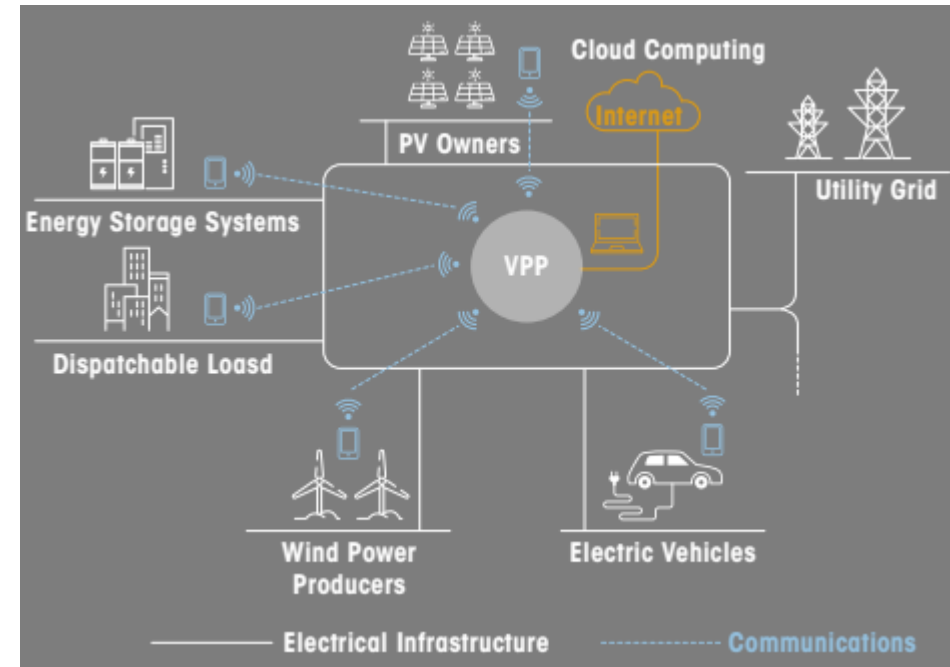 Cloud Computing
Internet
PV Owners
Utility Grid
Energy Storage Systems
VPP
Dispatchable Loasd
Wind Power
Producers
Electric Vehicles
Electrical Infrastructure
Communications